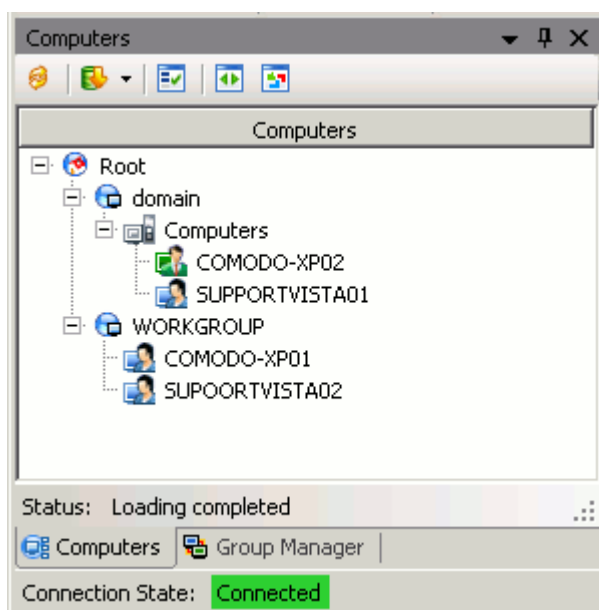 Computers
Computers
Root
domain
Computers
COMODO-XP02
SUPPORTVISTA01
WORKGROUP
COMODO-XP01
SUPOORTVISTA02
Status: Loading completed
Computers Group Manager
Connection State: Connected